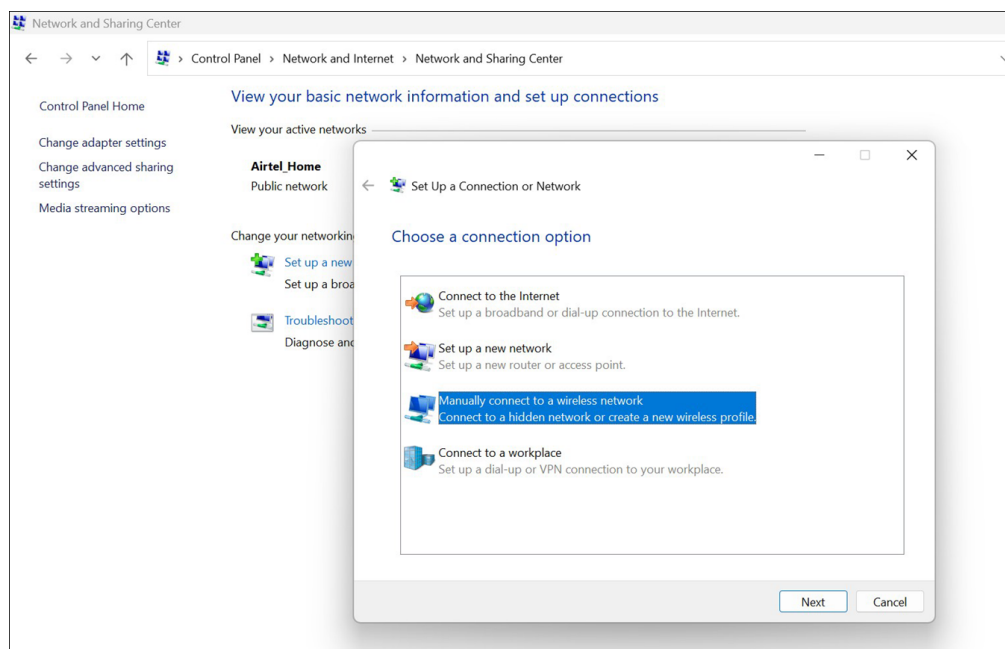 Network and Sharing Center
Control Panel > Network and Internet > Network and Sharing Center
Control Panel Home
Change adapter settings
Change advanced sharing
settings
Media streaming options
View your basic network information and set up connections
View your active networks
Airtel_Home
Public network
Change your networkin
Set up a new
Set up a broa
Troubleshoot
Diagnose and
Set Up a Connection or Network
Choose a connection option
Connect to the Internet
Set up a broadband or dial-up connection to the Internet.
Set up a new network
Set up a new router or access point.
Manually connect to a wireless network
Connect to a hidden network or create a new wireless profile.
Connect to a workplace
Set up a dial-up or VPN connection to your workplace.
Next
Cancel